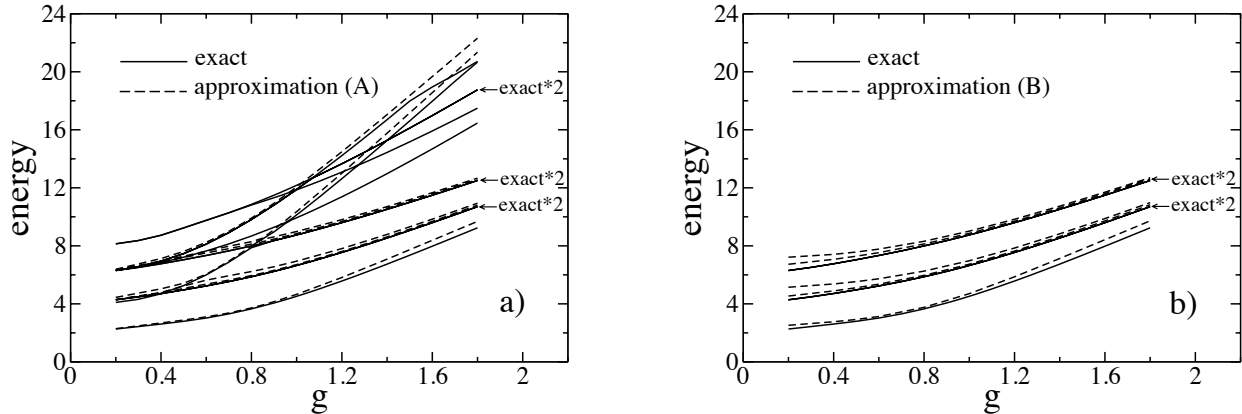 24
20
16
12
8
4
0
energy
exact
approximation (A)
exact*2
exact*2
exact*2
a)
0
0.4
0.8
1.2
1.6
2
g
24
20
16
12
8
4
0
energy
exact
approximation (B)
exact*2
exact*2
b)
0
0.4
0.8
1.2
1.6
2
g